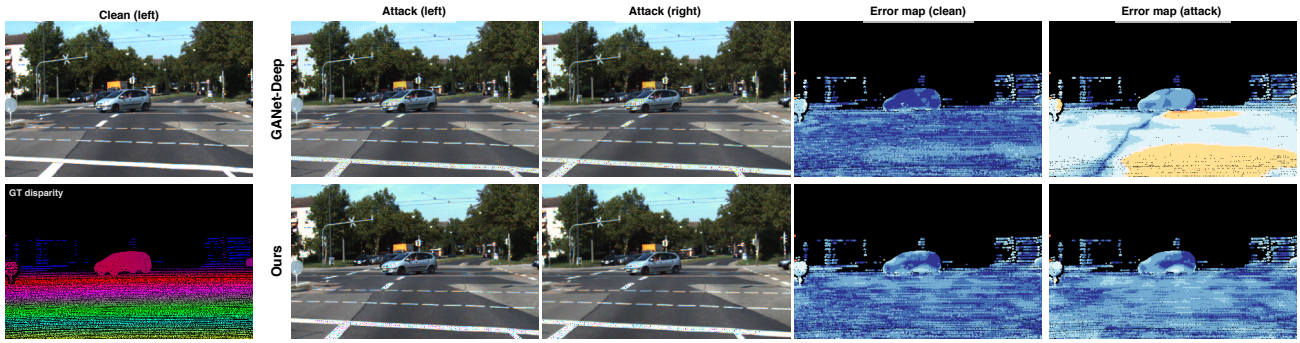 Clean (left)
Attack (left)
Attack (right)
Error map (clean)
Error map (attack)
GANet-Deep
GT disparity
Ours